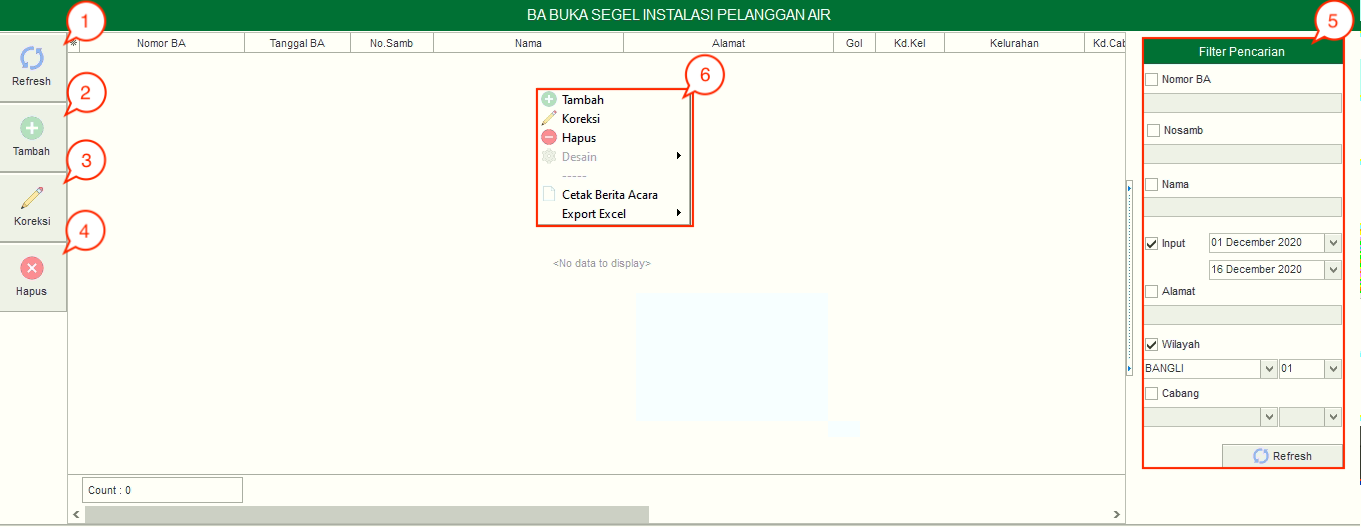 BA BUKA SEGEL INSTALASI PELANGGAN AIR
1
Refresh
2
Tambah
3
Koreksi
4
Hapus
Nomor BA Tanggal BA No.Samb Nama Alamat Gol Kd.Kel Kelurahan Kd.Cab
6
Tambah
Koreksi
Hapus
Desain
-----
Cetak Berita Acara
Export Excel
<No data to display>
Count : 0
5
Filter Pencarian
Nomor BA
Nosamb
Nama
Input 01 December 2020
16 December 2020
Alamat
Wilayah
BANGLI 01
Cabang
Refresh